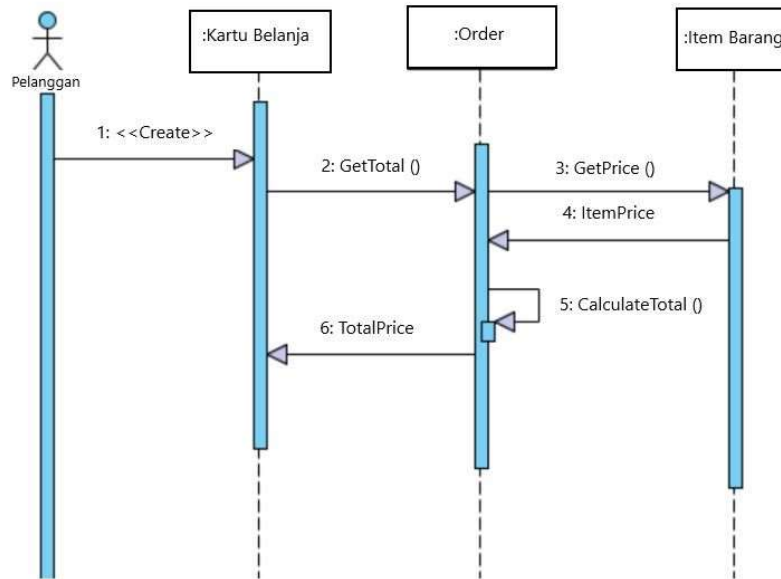 :Kartu Belanja
:Order
:Item Barang
Pelanggan
1: <<Create>>
2: GetTotal ()
3: GetPrice ()
4: ItemPrice
5: CalculateTotal ()
6: TotalPrice